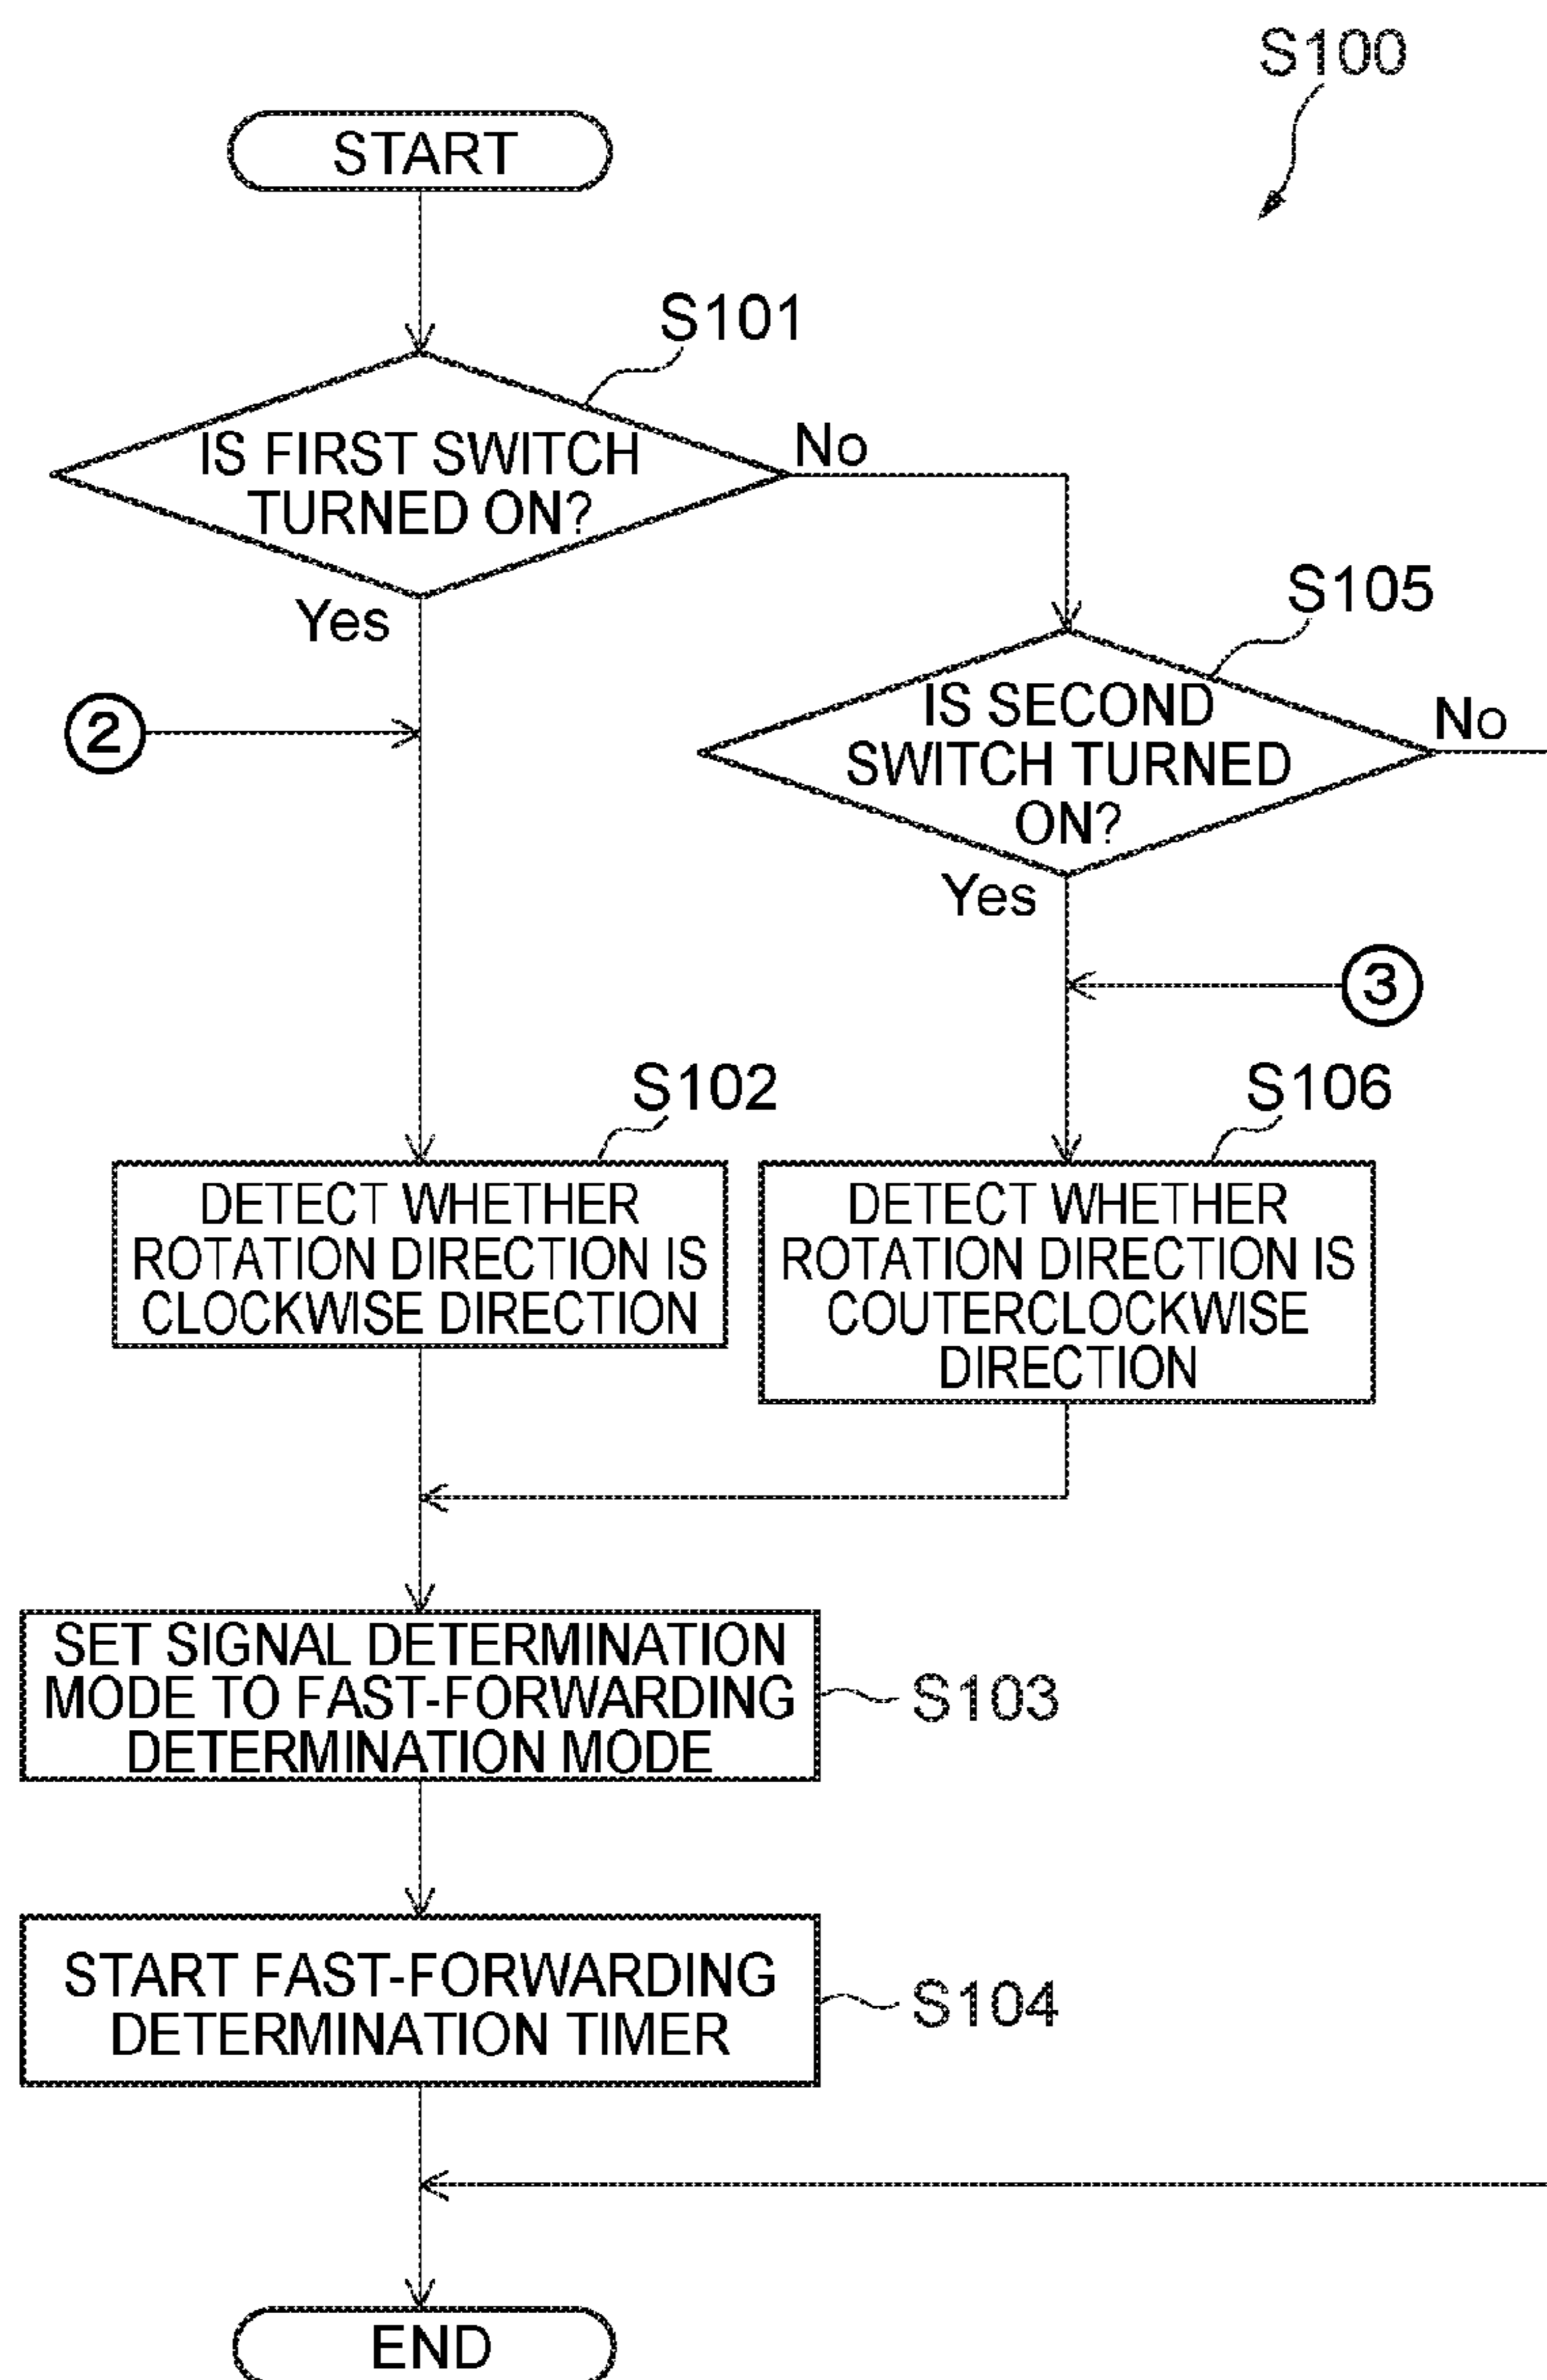 S100
START
S101
IS FIRST SWITCH
TURNED ON?
No
Yes
S105
IS SECOND
SWITCH TURNED
ON?
No
Yes
2
3
S102
DETECT WHETHER
ROTATION DIRECTION IS
CLOCKWISE DIRECTION
S106
DETECT WHETHER
ROTATION DIRECTION IS
COUTERCLOCKWISE
DIRECTION
SET SIGNAL DETERMINATION
MODE TO FAST-FORWARDING
DETERMINATION MODE
S103
START FAST-FORWARDING
DETERMINATION TIMER
S104
END